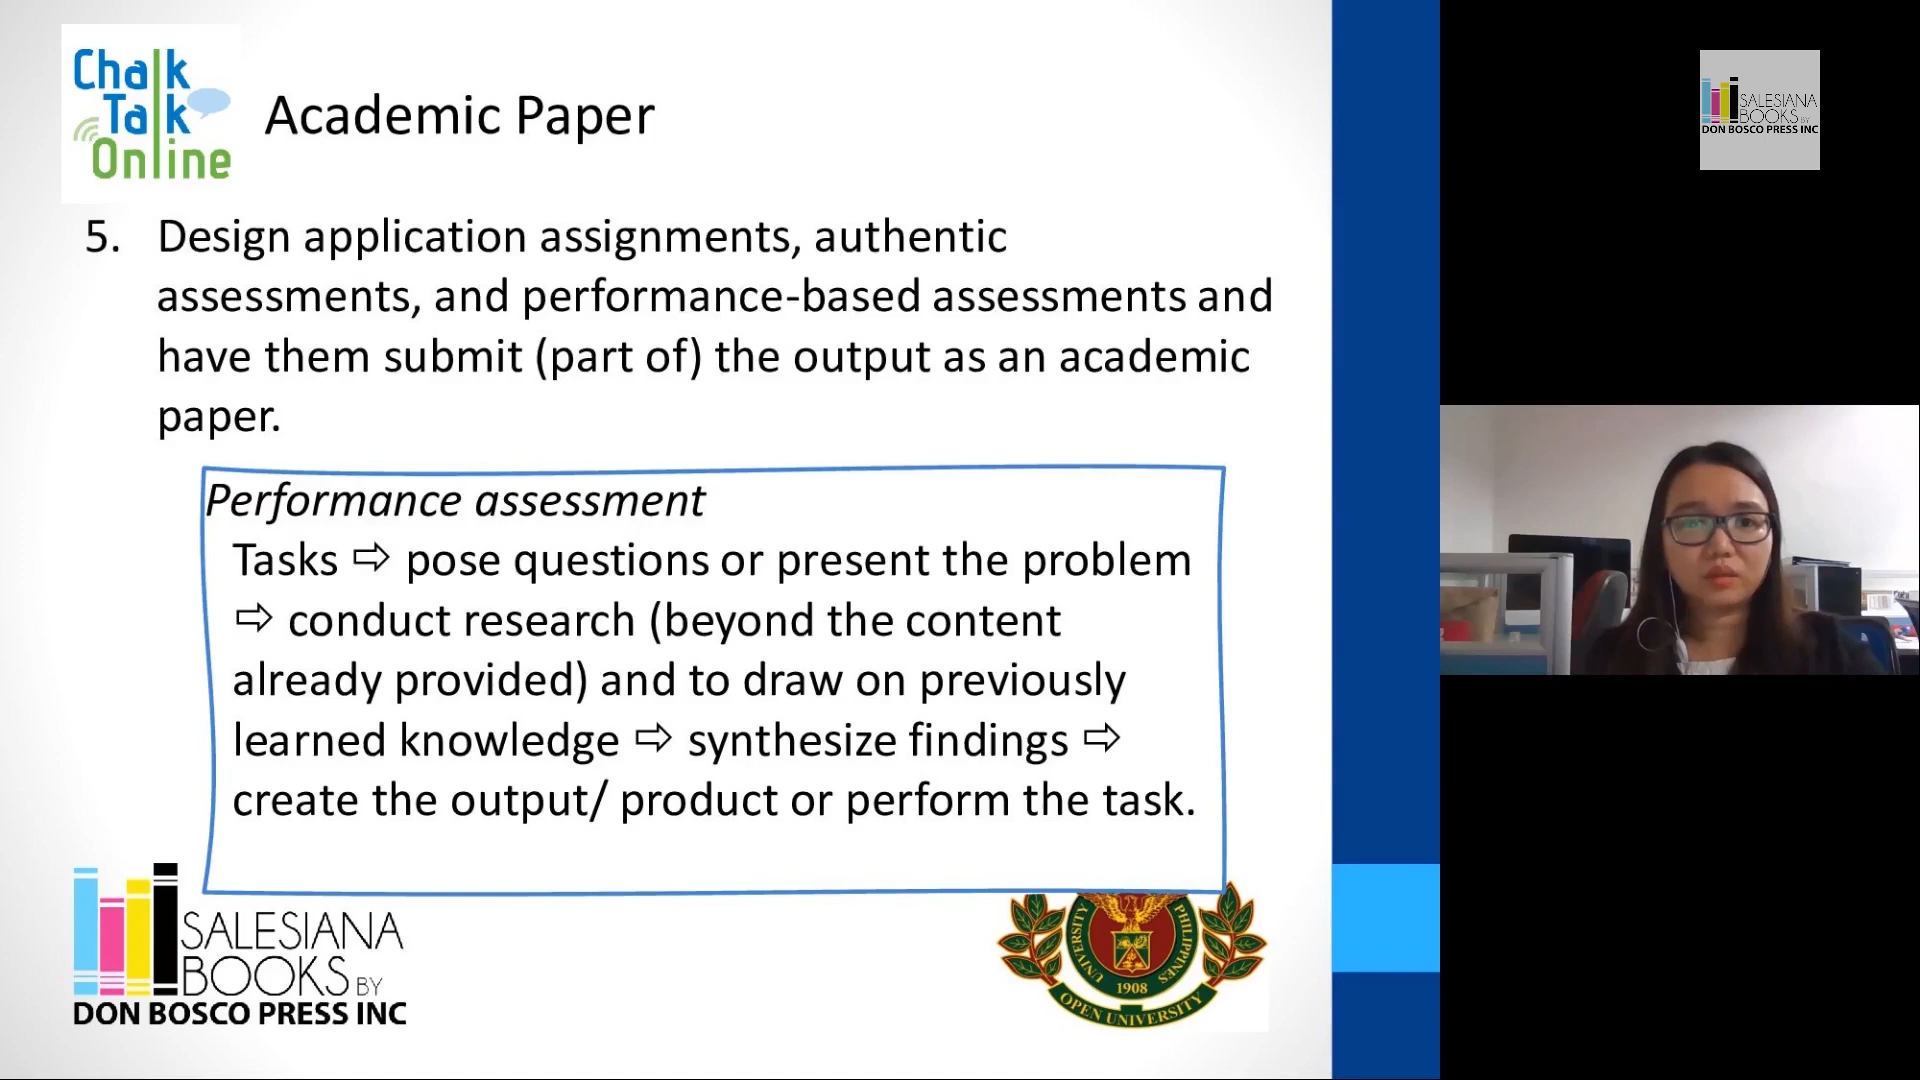 Chalk
Talk
Online
Academic Paper
5. Design application assignments, authentic
assessments, and performance-based assessments and
have them submit (part of) the output as an academic
paper.
Performance assessment
Tasks ⇨ pose questions or present the problem
⇨ conduct research (beyond the content
already provided) and to draw on previously
learned knowledge ⇨ synthesize findings ⇨
create the output/ product or perform the task.
SALESIANA
BOOKS BY
DON BOSCO PRESS INC
UNIVERSITY PHILIPPINES
1908
OPEN UNIVERSITY
SALESIANA
BOOKS BY
DON BOSCO PRESS INC